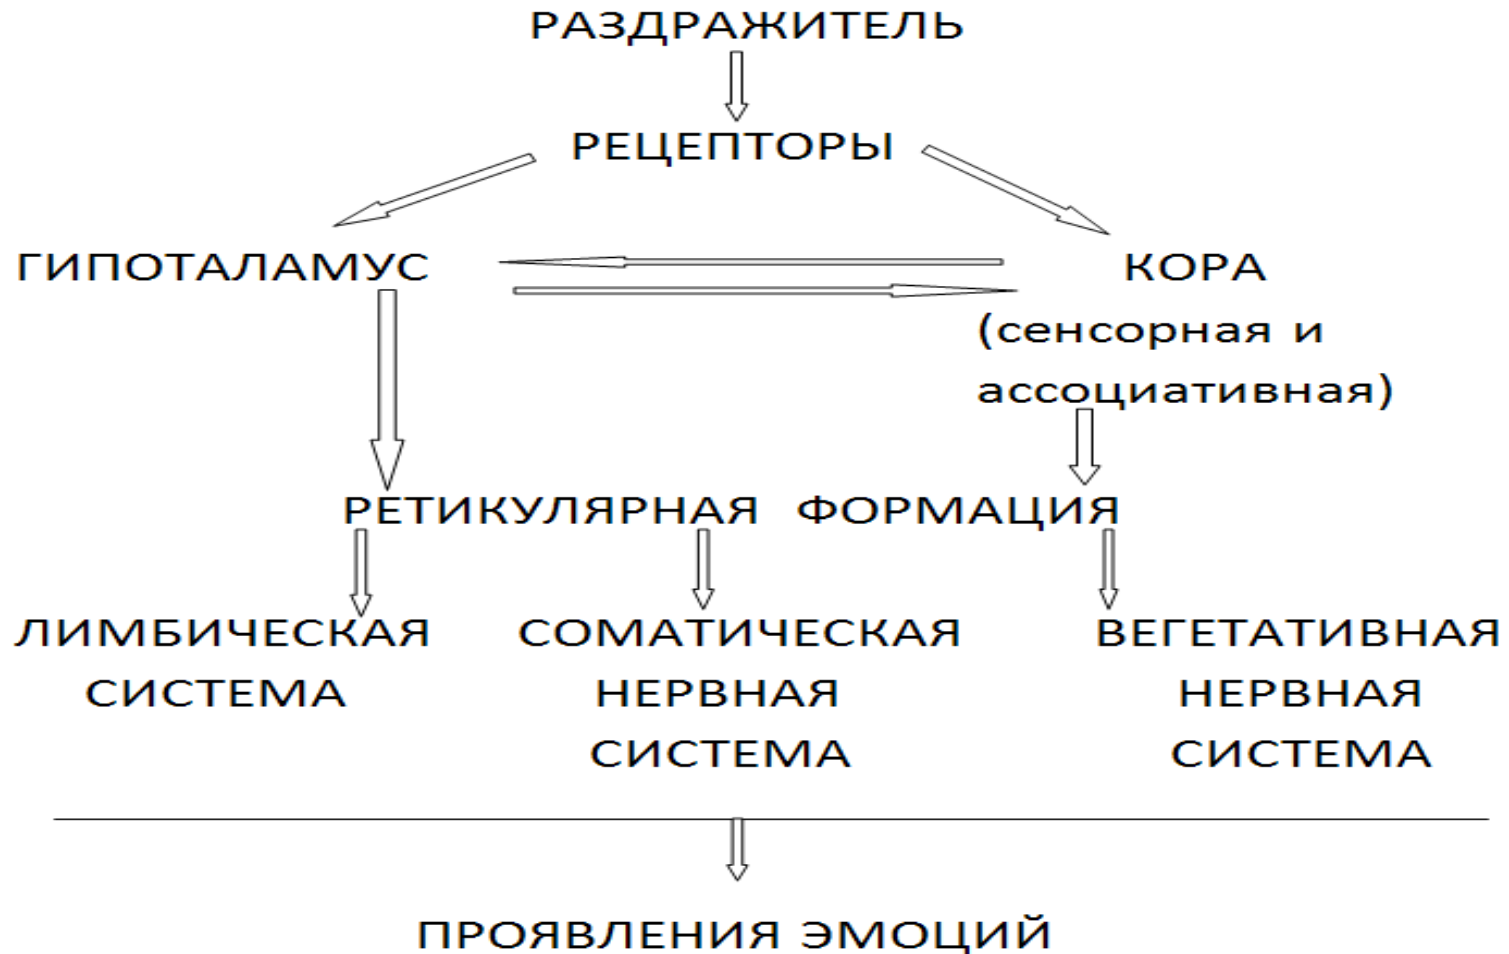 РАЗДРАЖИТЕЛЬ
РЕЦЕПТОРЫ
ГИПОТАЛАМУС
КОРА
(сенсорная и
ассоциативная)
РЕТИКУЛЯРНАЯ ФОРМАЦИЯ
ЛИМБИЧЕСКАЯ
СИСТЕМА
СОМАТИЧЕСКАЯ
НЕРВНАЯ
СИСТЕМА
ВЕГЕТАТИВНАЯ
НЕРВНАЯ
СИСТЕМА
ПРОЯВЛЕНИЯ ЭМОЦИЙ